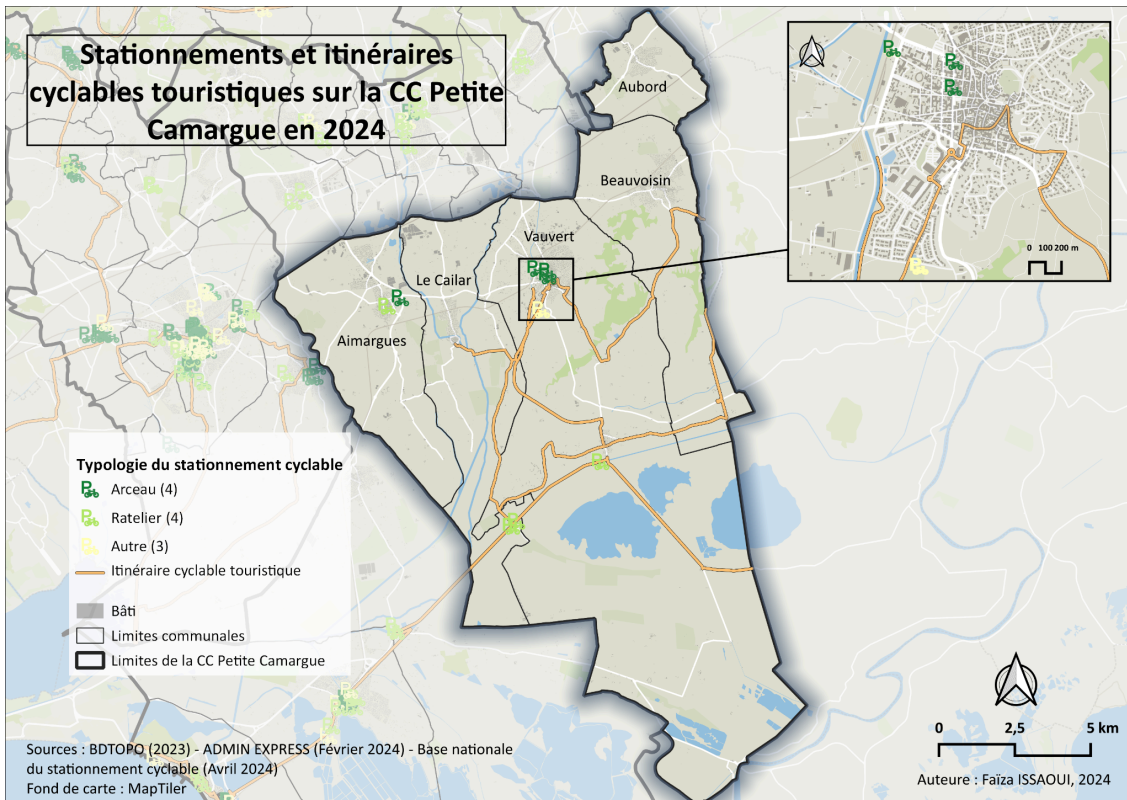 Stationnements et itinéraires
cyclables touristiques sur la CC Petite
Camargue en 2024
Aubord
Beauvoisin
Vauvert
Le Cailar
Aimargues
0 100 200 m
Typologie du stationnement cyclable
Arceau (4)
Ratelier (4)
Autre (3)
Itinéraire cyclable touristique
Bâti
Limites communales
Limites de la CC Petite Camargue
Sources : BDTOPO (2023) - ADMIN EXPRESS (Février 2024) - Base nationale
du stationnement cyclable (Avril 2024)
Fond de carte : MapTiler
0 2,5 5 km
Auteure : Faïza ISSAOUI, 2024